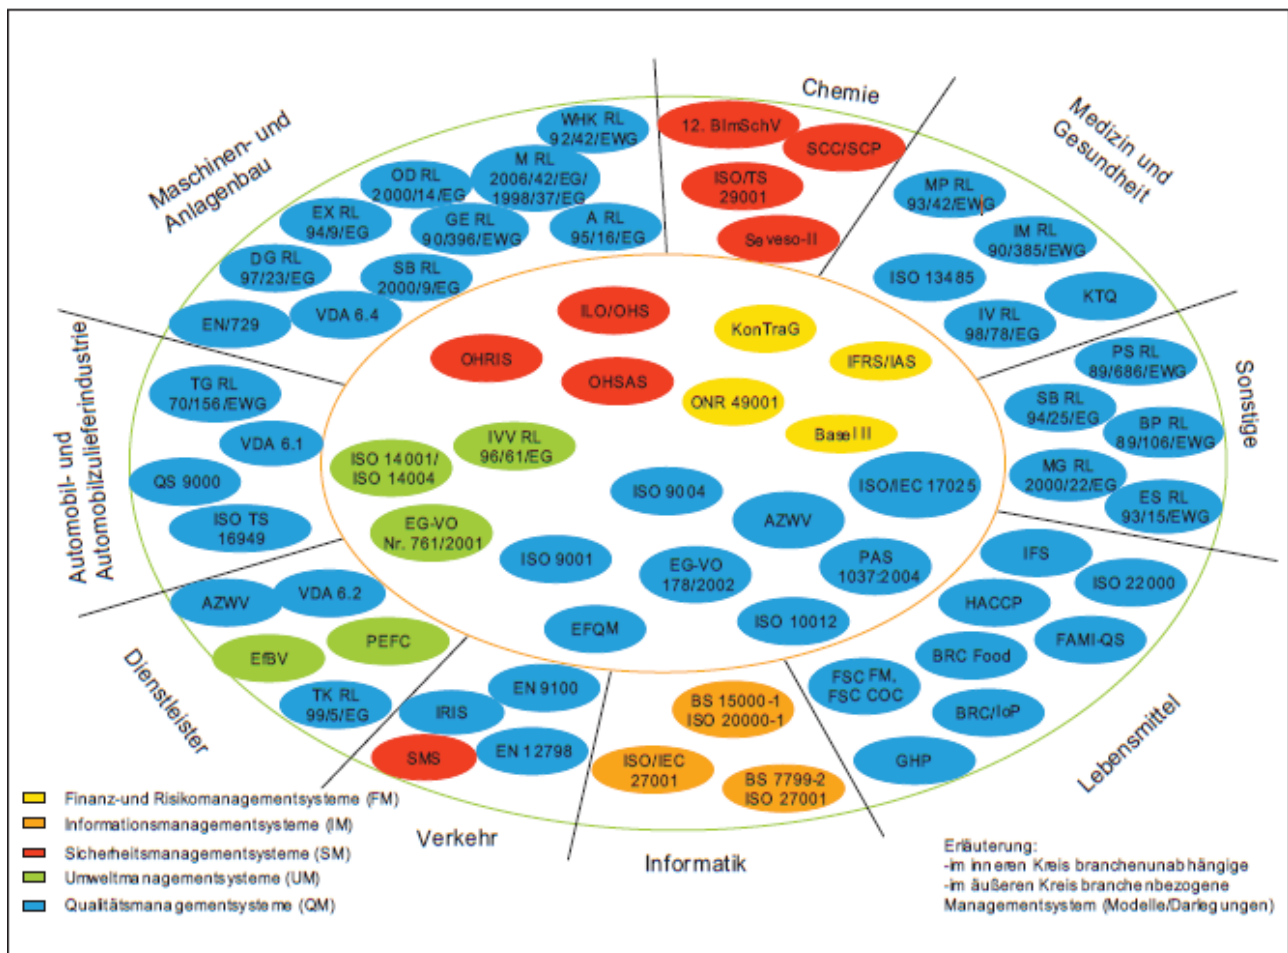 Chemie
Medizin und
Gesundheit
Maschinen- und
Anlagenbau
WHK RL
92/42/EWG
M RL
2006/42/EG/
1998/37/EG
OD RL
2000/14/EG
EX RL
94/9/EG
GE RL
90/396/EWG
A RL
95/16/EG
DG RL
97/23/EG
SB RL
2000/9/EG
EN/729
VDA 6.4
12. BImSchV
SCC/SCP
ISO/TS
29001
Seveso-II
MP RL
93/42/EWG
IM RL
90/385/EWG
ISO 13485
KTQ
IV RL
98/78/EG
Sonstige
PS RL
89/686/EWG
SB RL
94/25/EG
BP RL
89/106/EWG
MG RL
2000/22/EG
ES RL
93/15/EWG
Automobil- und
Automobilzulieferindustrie
TG RL
70/156/EWG
VDA 6.1
QS 9000
ISO TS
16949
ILO/OHS
OHRIS
OHSAS
KonTraG
IFRS/IAS
ONR 49001
Basel II
IVV RL
96/61/EG
ISO 14001/
ISO 14004
EG-VO
Nr. 761/2001
ISO 9004
ISO/IEC 17025
AZWV
ISO 9001
EG-VO
178/2002
PAS
1037:2004
EFQM
ISO 10012
Dienstleister
AZWV
VDA 6.2
EfBV
PEFC
TK RL
99/5/EG
Verkehr
EN 9100
IRIS
SMS
EN 12798
Informatik
BS 15000-1
ISO 20000-1
ISO/IEC
27001
BS 7799-2
ISO 27001
Lebensmittel
IFS
ISO 22000
HACCP
FAMI-QS
BRC Food
FSC FM,
FSC COC
BRC/IoP
GHP
Finanz-und Risikomanagementsysteme (FM)
Informationsmanagementsysteme (IM)
Sicherheitsmanagementsysteme (SM)
Umweltmanagementsysteme (UM)
Qualitätsmanagementsysteme (QM)
Erläuterung:
-im inneren Kreis branchenunabhängige
-im äußeren Kreis branchenbezogene
Managementsystem (Modelle/Darlegungen)